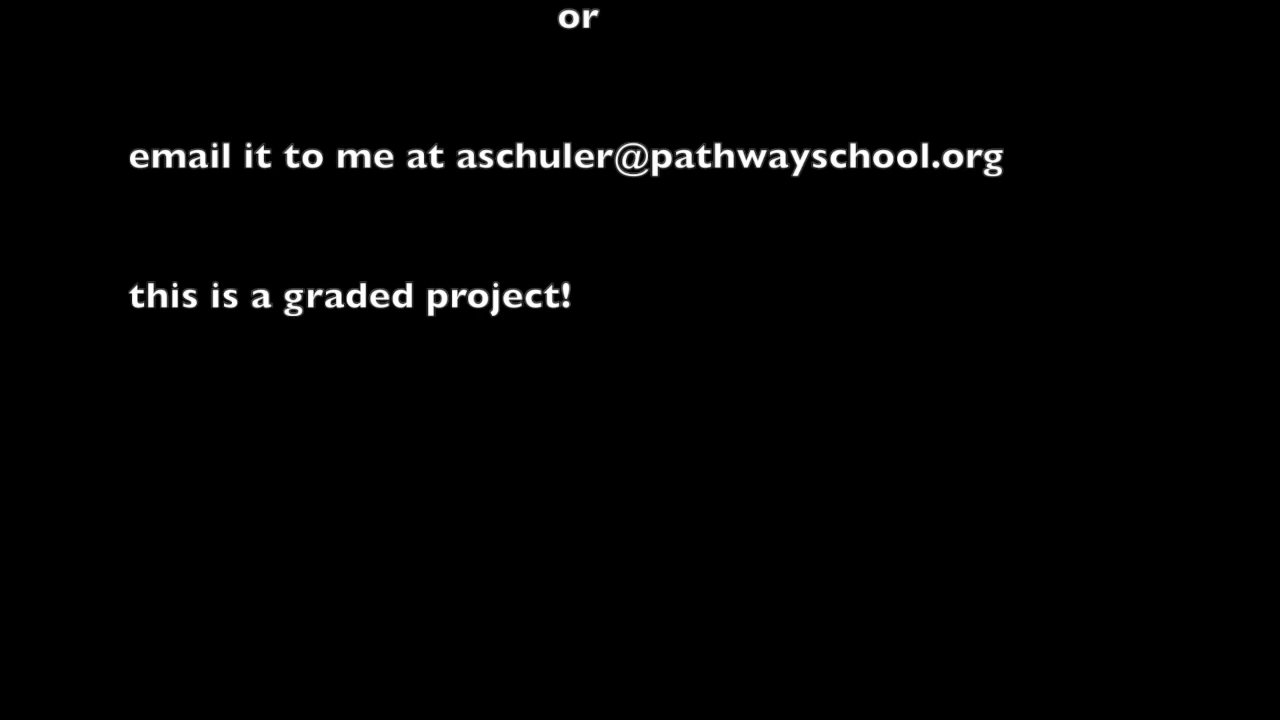 or
email it to me at aschuler@pathwayschool.org
this is a graded project!